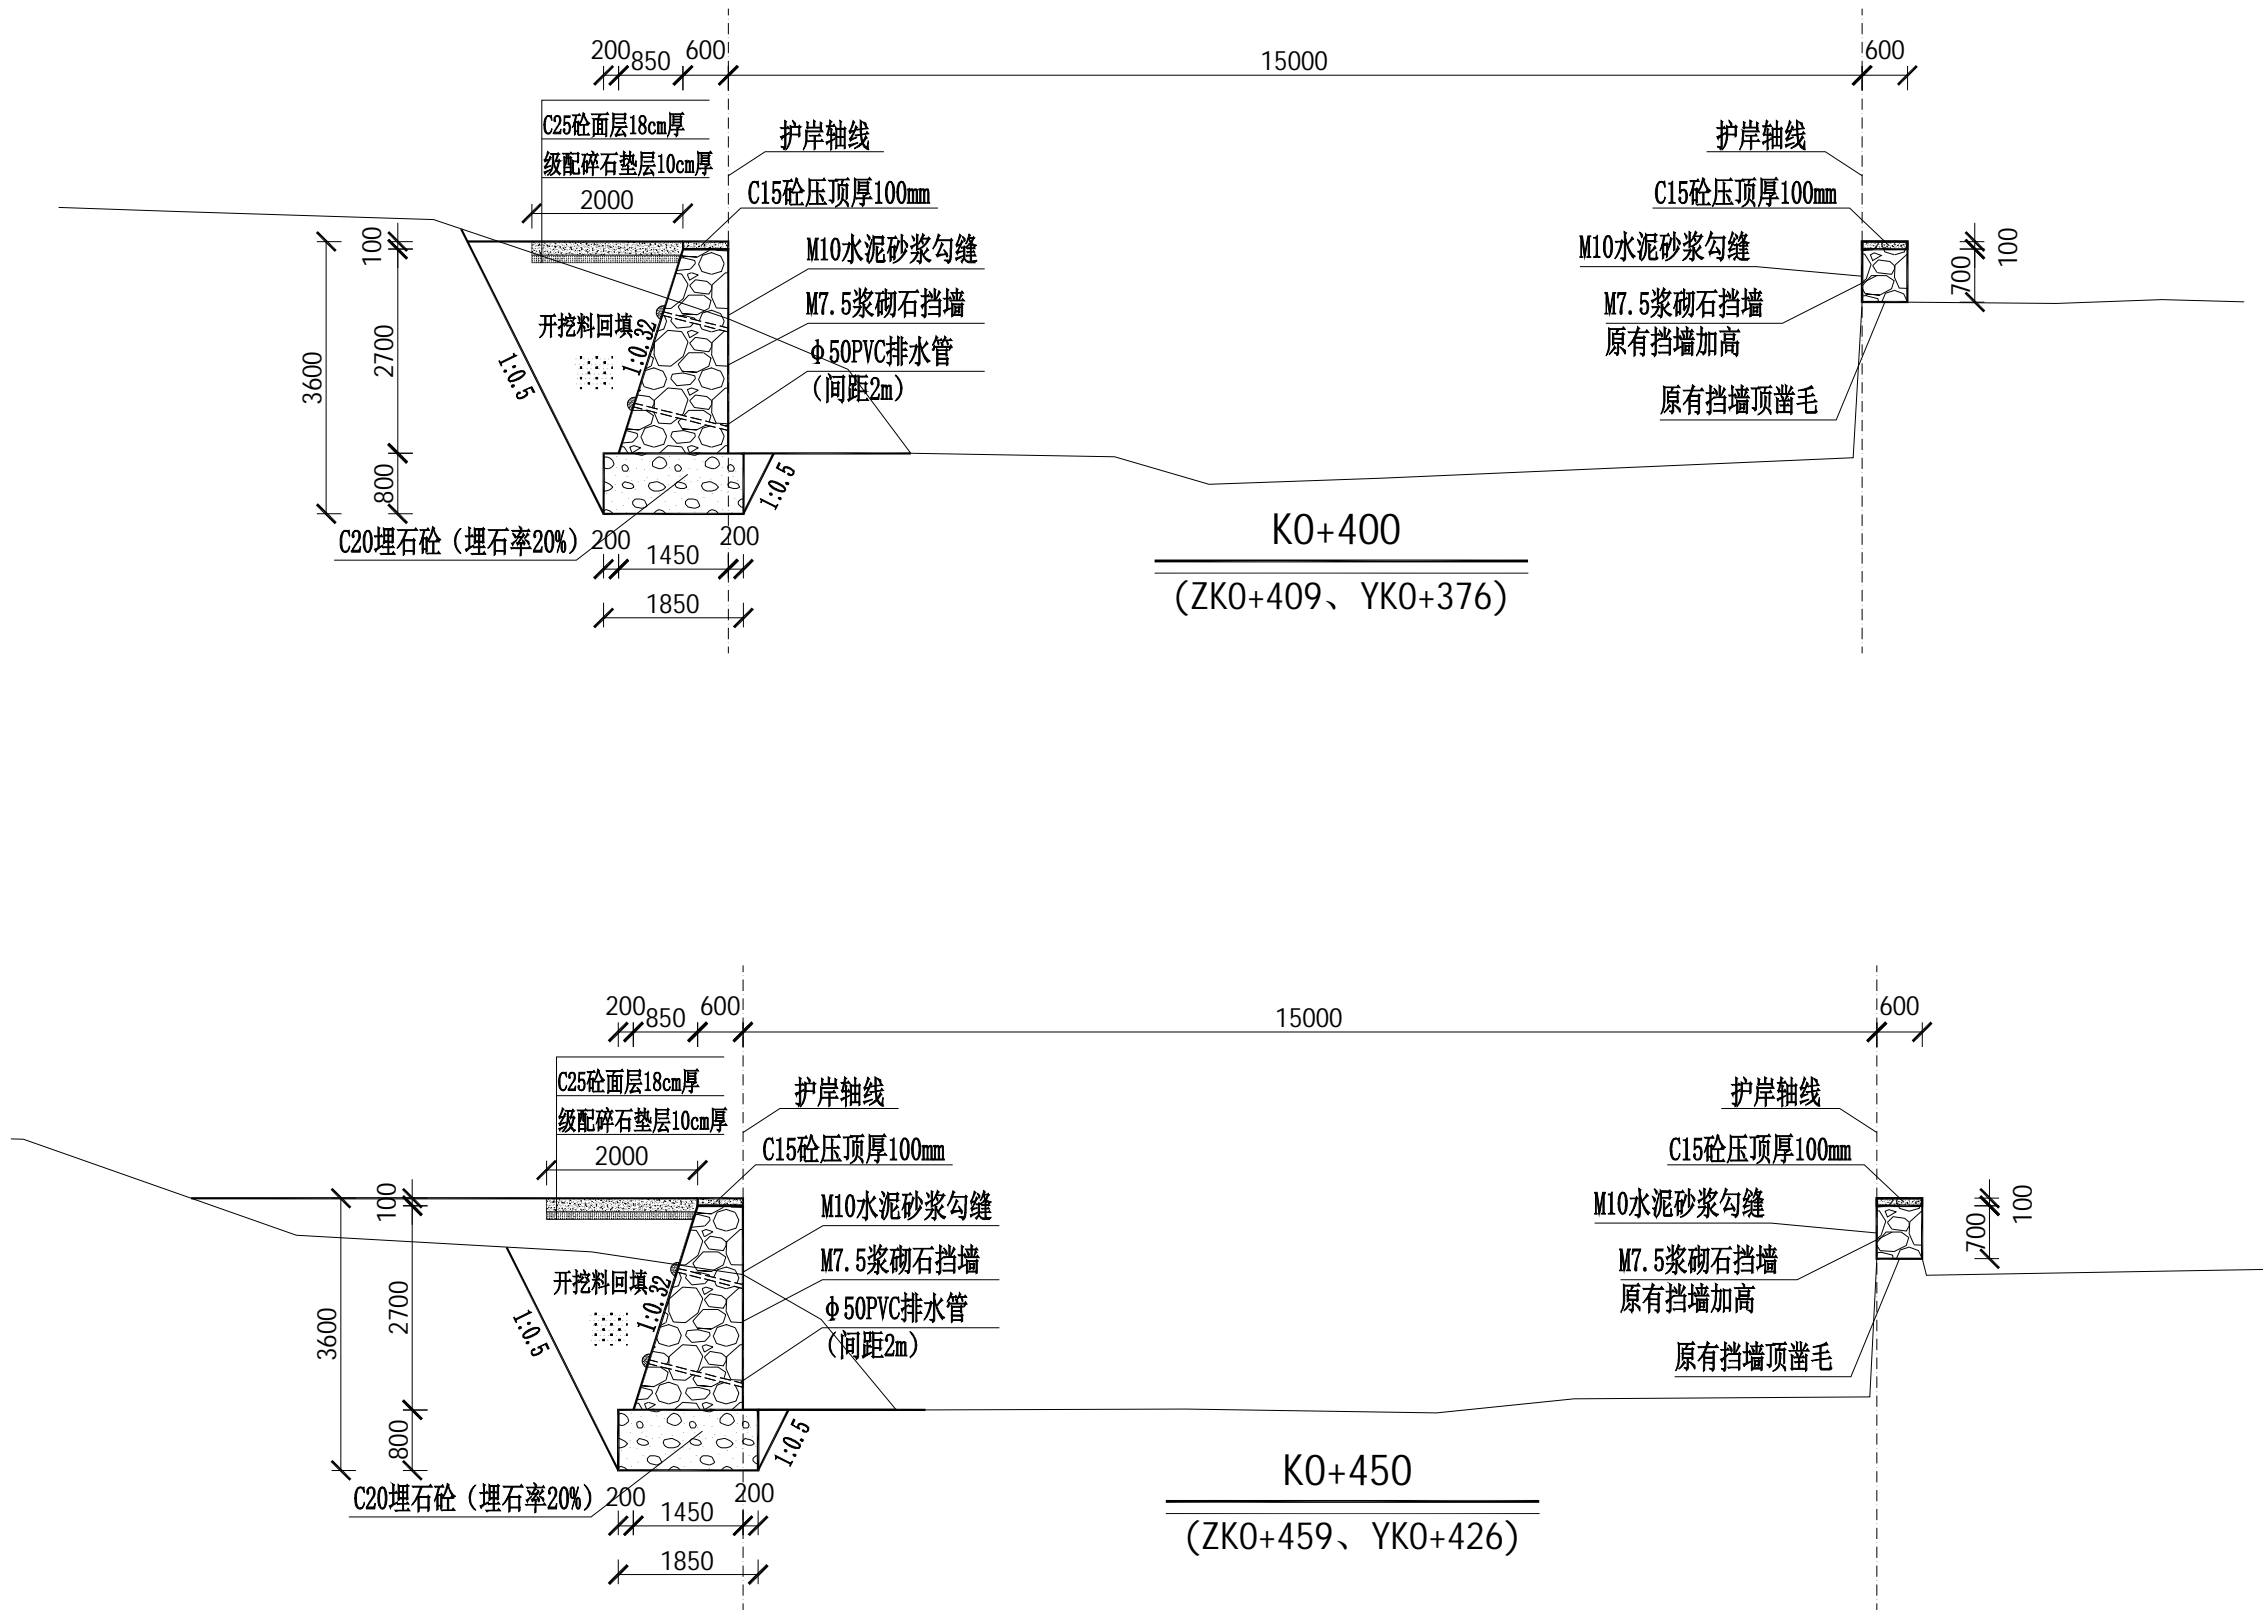 200
850
600
15000
600
C25砼面层18cm厚
级配碎石垫层10cm厚
2000
护岸轴线
护岸轴线
C15砼压顶厚100mm
C15砼压顶厚100mm
M10水泥砂浆勾缝
M10水泥砂浆勾缝
M7.5浆砌石挡墙
M7.5浆砌石挡墙
原有挡墙加高
开挖料回填
φ50PVC排水管
(间距2m)
原有挡墙顶凿毛
100
700
100
2700
3600
800
1:0.5
1:0.32
1:0.5
C20埋石砼（埋石率20%）
200
1450
200
1850
K0+400
(ZK0+409、YK0+376)
200
850
600
15000
600
C25砼面层18cm厚
级配碎石垫层10cm厚
2000
护岸轴线
护岸轴线
C15砼压顶厚100mm
C15砼压顶厚100mm
M10水泥砂浆勾缝
M10水泥砂浆勾缝
M7.5浆砌石挡墙
M7.5浆砌石挡墙
原有挡墙加高
开挖料回填
φ50PVC排水管
(间距2m)
原有挡墙顶凿毛
100
700
100
2700
3600
800
1:0.5
1:0.32
1:0.5
C20埋石砼（埋石率20%）
200
1450
200
1850
K0+450
(ZK0+459、YK0+426)